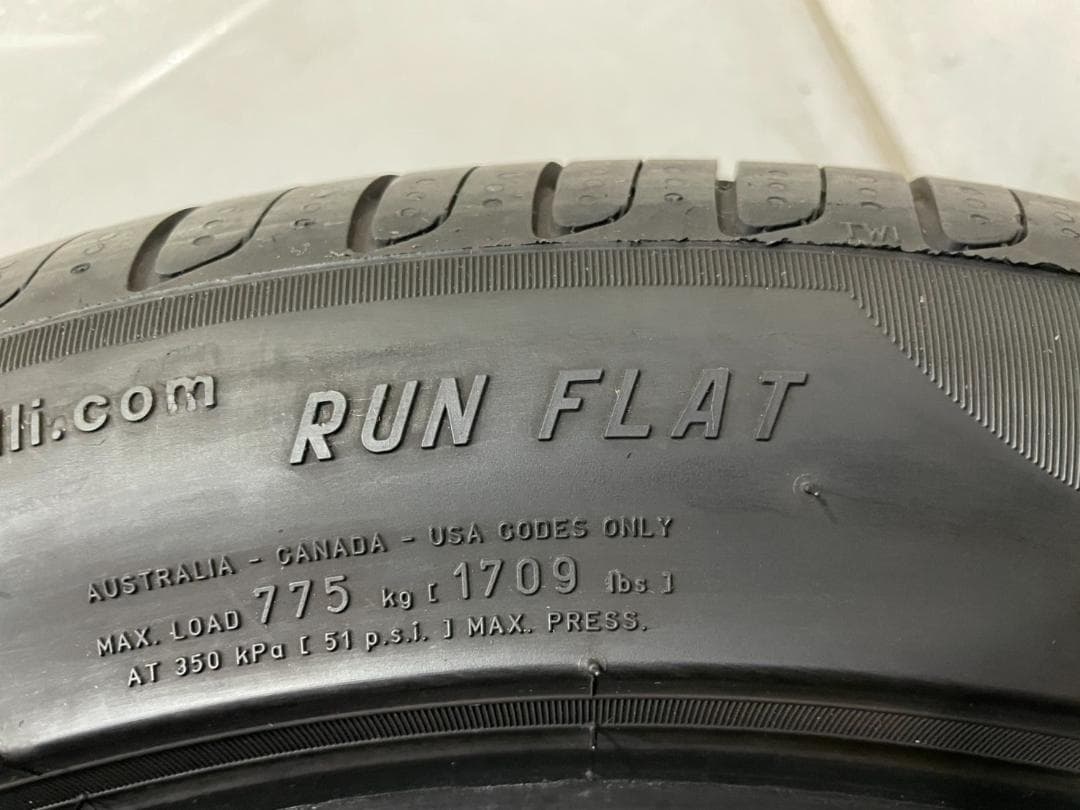 TWI
li.com
RUN FLAT
AUSTRALIA - CANADA - USA CODES ONLY
MAX. LOAD 775 kg [ 1709 lbs ]
AT 350 kPa [ 51 p.s.i. ] MAX. PRESS.